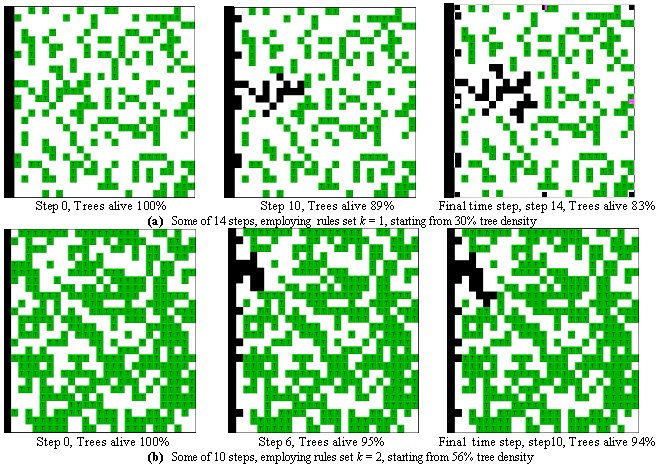 Step 0, Trees alive 100%
Step 10, Trees alive 89%
Final time step, step 14, Trees alive 83%
(a) Some of 14 steps, employing rules set k = 1, starting from 30% tree density
Step 0, Trees alive 100%
Step 6, Trees alive 95%
Final time step, step10, Trees alive 94%
(b) Some of 10 steps, employing rules set k = 2, starting from 56% tree density